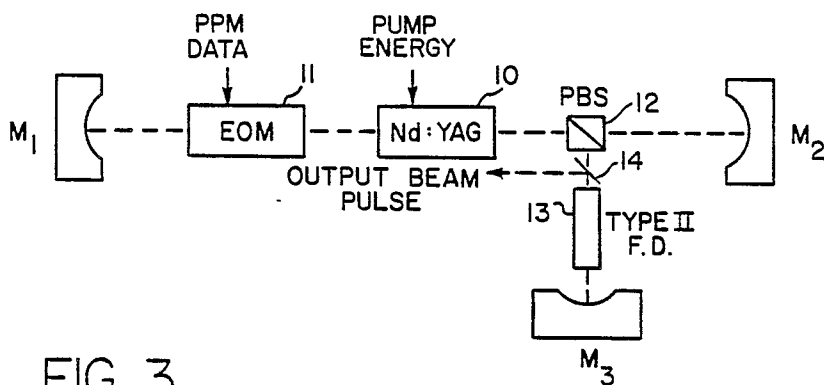 PPM
DATA
PUMP
ENERGY
11
10
PBS
12
M1
EOM
Nd:YAG
M2
14
OUTPUT BEAM
PULSE
13
TYPE II
F.D.
M3
FIG. 3